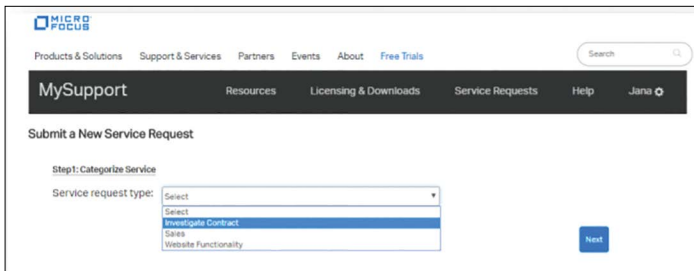 MICRO
FOCUS
Products & Solutions Support & Services Partners Events About Free Trials Search
MySupport Resources Licensing & Downloads Service Requests Help Jana
Submit a New Service Request
Step1: Categorize Service
Service request type: Select
Select
Investigate Contract
Sales
Website Functionality
Next